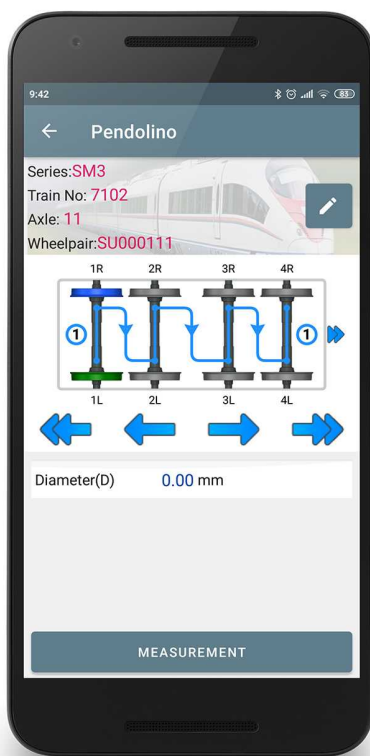 9:42
83
Pendolino
Series:SM3
Train No: 7102
Axle: 11
Wheelpair:SU000111
1R 2R 3R 4R
1 1
1L 2L 3L 4L
Diameter(D) 0.00 mm
MEASUREMENT